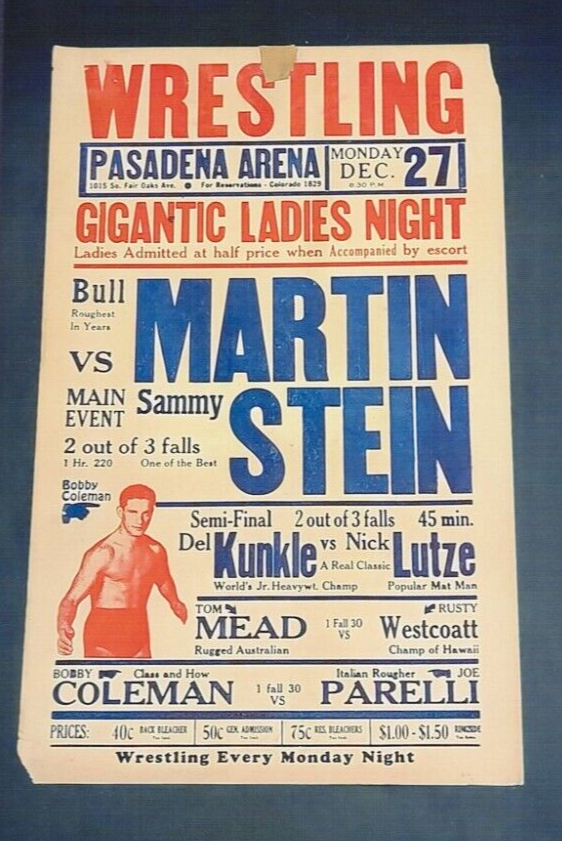 WRESTLING
PASADENA ARENA
1015 So. Fair Oaks Ave. ● For Reservations - Colorado 1829
MONDAY
DEC. 27
8:30 P.M
GIGANTIC LADIES NIGHT
Ladies Admitted at half price when Accompanied by escort
Bull MARTIN
Roughest
In Years
VS
MAIN
EVENT
Sammy STEIN
2 out of 3 falls
1 Hr. 220 One of the Best
Bobby
Coleman
Semi-Final 2 out of 3 falls 45 min.
Del Kunkle vs Nick Lutze
A Real Classic
World's Jr. Heavywt. Champ Popular Mat Man
TOM RUSTY
MEAD 1 Fall 30 Westcoatt
VS
Rugged Australian Champ of Hawaii
BOBBY Class and How Italian Rougher JOE
COLEMAN 1 fall 30 PARELLI
VS
PRICES: 40c BACK BLEACHER 50c GEN. ADMISSION 75c RES. BLEACHERS $1.00 - $1.50 RINGSIDE
Wrestling Every Monday Night